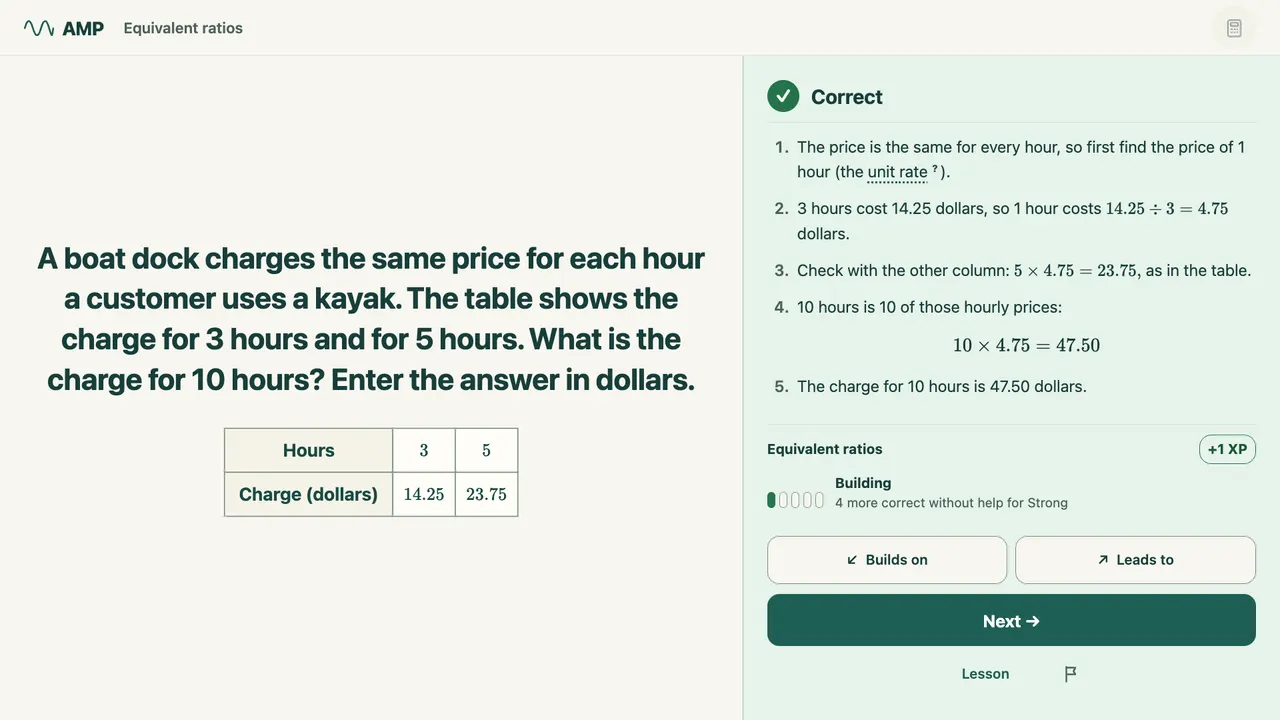 AMP Equivalent ratios
A boat dock charges the same price for each hour
a customer uses a kayak. The table shows the
charge for 3 hours and for 5 hours. What is the
charge for 10 hours? Enter the answer in dollars.
Hours 3 5
Charge (dollars) 14.25 23.75
Correct
1. The price is the same for every hour, so first find the price of 1
hour (the unit rate ?).
2. 3 hours cost 14.25 dollars, so 1 hour costs 14.25 ÷ 3 = 4.75
dollars.
3. Check with the other column: 5 × 4.75 = 23.75, as in the table.
4. 10 hours is 10 of those hourly prices:
10 × 4.75 = 47.50
5. The charge for 10 hours is 47.50 dollars.
Equivalent ratios +1 XP
Building
4 more correct without help for Strong
↙ Builds on ↗ Leads to
Next →
Lesson